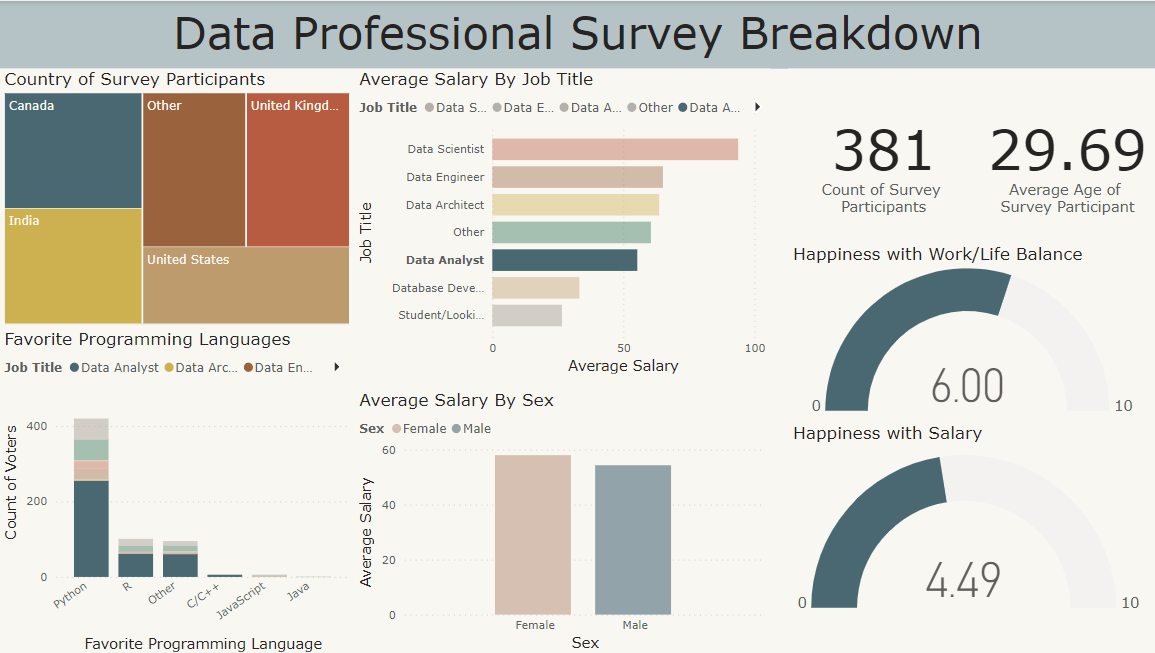 Data Professional Survey Breakdown
Country of Survey Participants
Canada
Other
United Kingd...
India
United States
Average Salary By Job Title
Job Title Data S... Data E... Data A... Other Data A...
Job Title
Data Scientist
Data Engineer
Data Architect
Other
Data Analyst
Database Deve...
Student/Looki...
0 50 100
Average Salary
381
Count of Survey
Participants
29.69
Average Age of
Survey Participant
Happiness with Work/Life Balance
6.00
0 10
Happiness with Salary
4.49
0 10
Favorite Programming Languages
Job Title Data Analyst Data Arc... Data En...
Count of Voters
400
200
0
Python R Other C/C++ JavaScript Java
Favorite Programming Language
Average Salary By Sex
Sex Female Male
Average Salary
60
40
20
0
Female Male
Sex